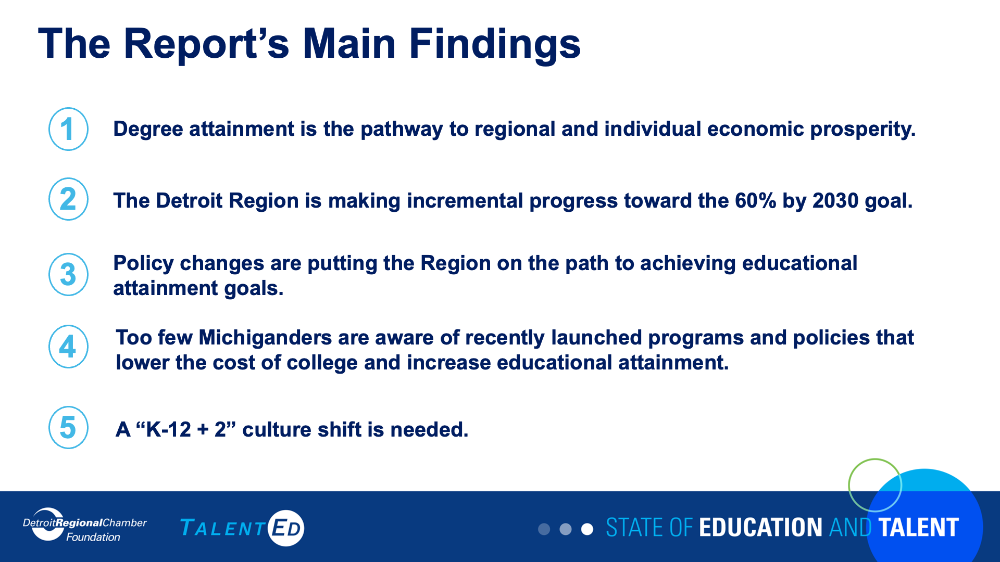 The Report’s Main Findings
1
Degree attainment is the pathway to regional and individual economic prosperity.
2
The Detroit Region is making incremental progress toward the 60% by 2030 goal.
3
Policy changes are putting the Region on the path to achieving educational
attainment goals.
4
Too few Michiganders are aware of recently launched programs and policies that
lower the cost of college and increase educational attainment.
5
A “K-12 + 2” culture shift is needed.
DetroitRegionalChamber
Foundation
TALENTED
STATE OF EDUCATION AND TALENT